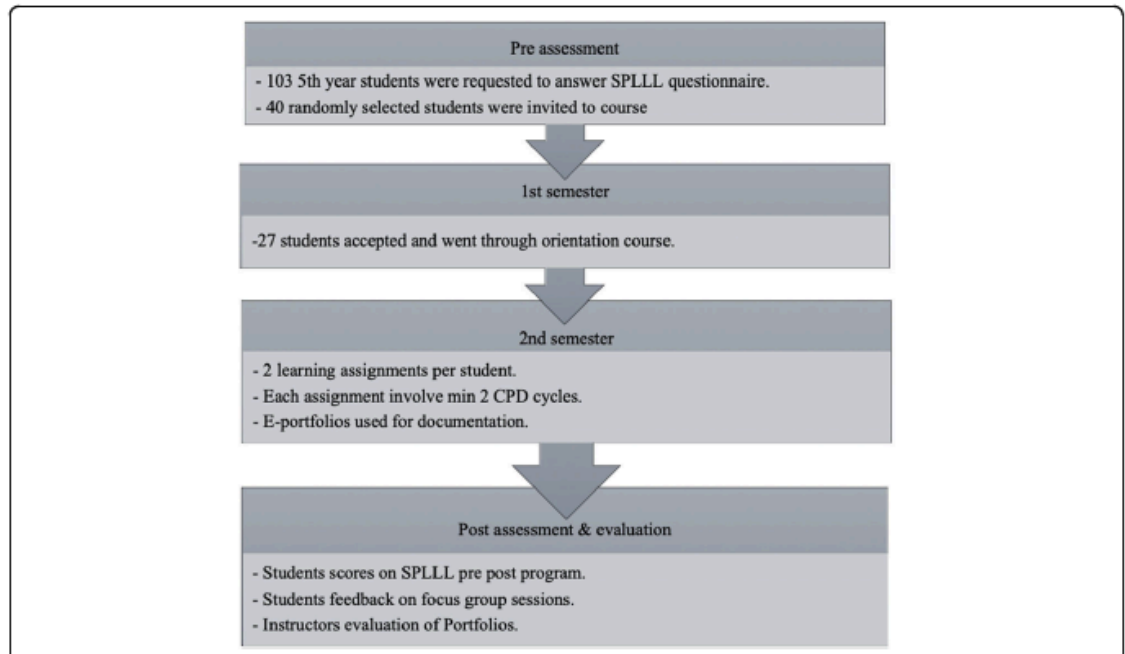 Pre assessment
- 103 5th year students were requested to answer SPLLL questionnaire.
- 40 randomly selected students were invited to course
1st semester
-27 students accepted and went through orientation course.
2nd semester
- 2 learning assignments per student.
- Each assignment involve min 2 CPD cycles.
- E-portfolios used for documentation.
Post assessment & evaluation
- Students scores on SPLLL pre post program.
- Students feedback on focus group sessions.
- Instructors evaluation of Portfolios.